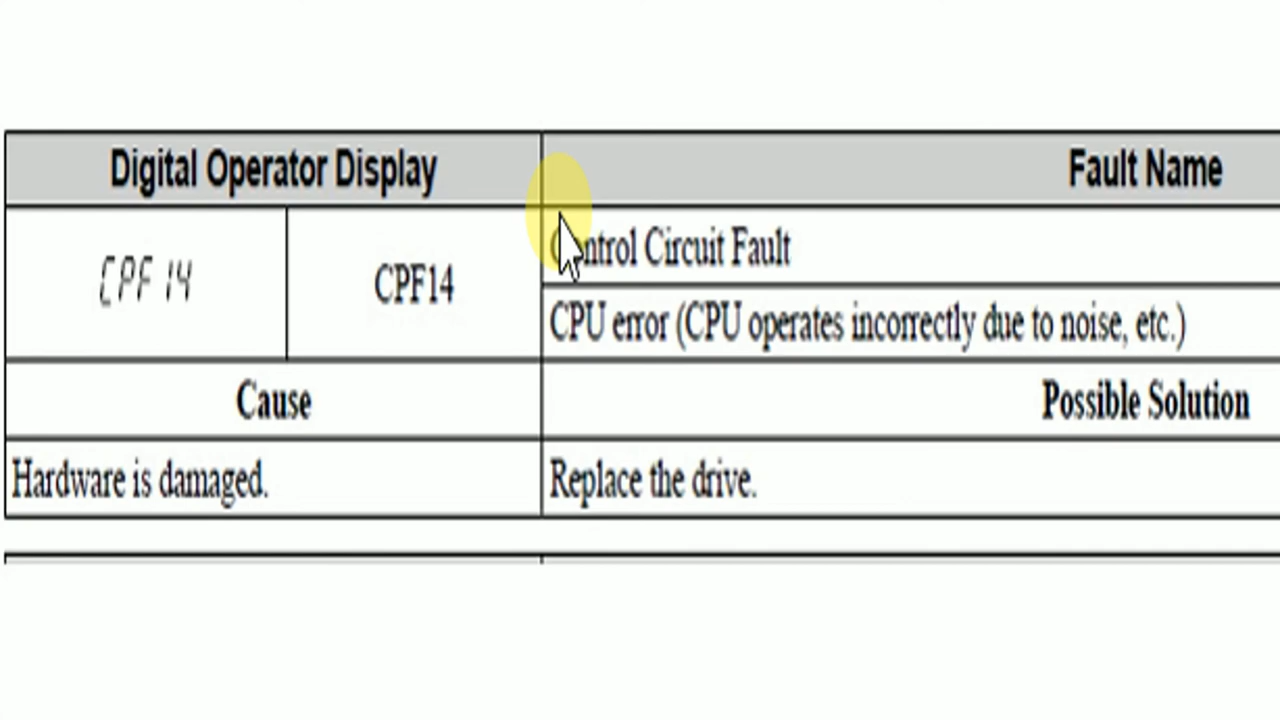 Digital Operator Display Fault Name
CPF14 CPF14 Control Circuit Fault
CPU error (CPU operates incorrectly due to noise, etc.)
Cause Possible Solution
Hardware is damaged. Replace the drive.